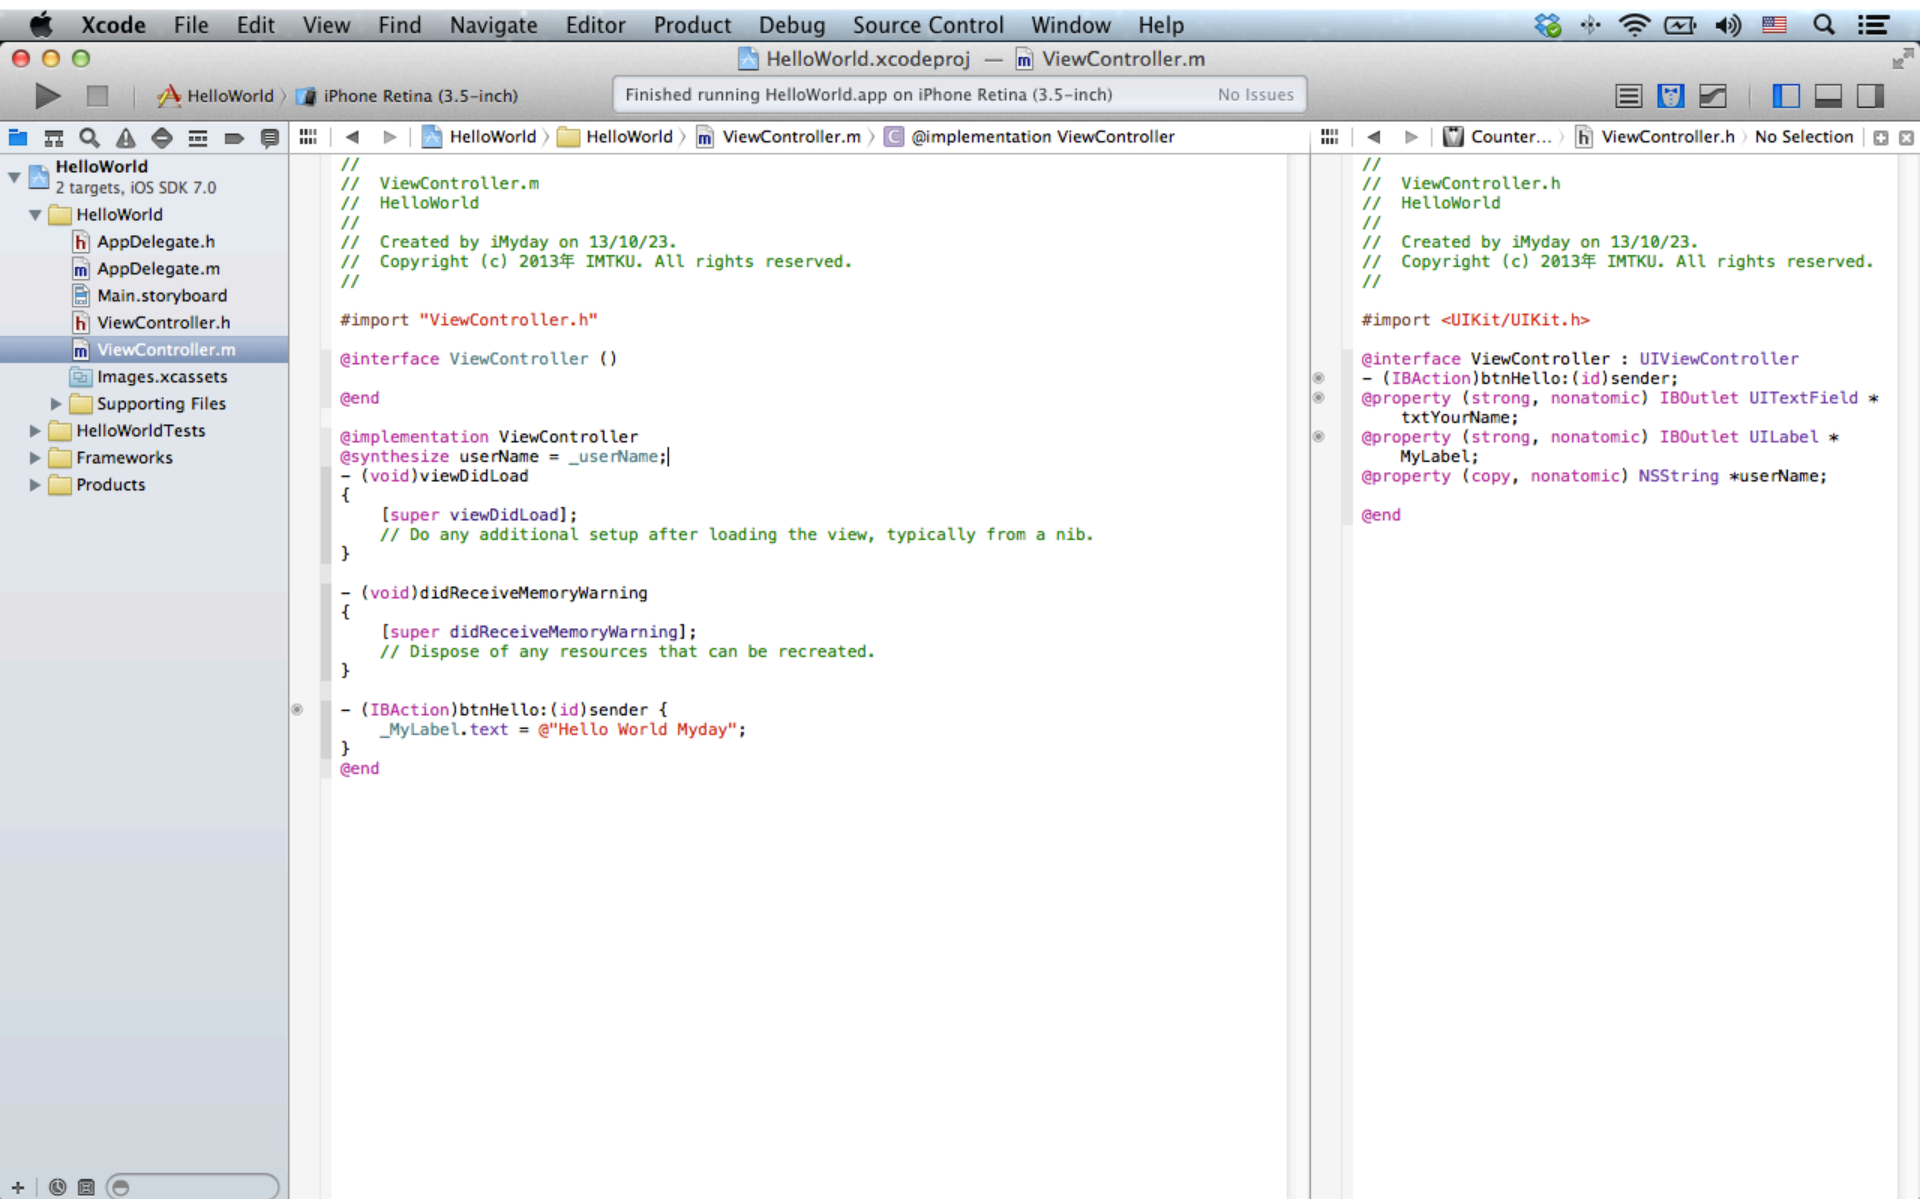 Xcode File Edit View Find Navigate Editor Product Debug Source Control Window Help
HelloWorld.xcodeproj — ViewController.m
HelloWorld iPhone Retina (3.5-inch)
Finished running HelloWorld.app on iPhone Retina (3.5-inch) No Issues
HelloWorld HelloWorld ViewController.m @implementation ViewController
Counter... ViewController.h No Selection
HelloWorld
2 targets, iOS SDK 7.0
HelloWorld
AppDelegate.h
AppDelegate.m
Main.storyboard
ViewController.h
ViewController.m
Images.xcassets
Supporting Files
HelloWorldTests
Frameworks
Products
//
//  ViewController.m
//  HelloWorld
//
//  Created by iMyday on 13/10/23.
//  Copyright (c) 2013年 IMTKU. All rights reserved.
//
#import "ViewController.h"
@interface ViewController ()
@end
@implementation ViewController
@synthesize userName = _userName;
- (void)viewDidLoad
{
    [super viewDidLoad];
    // Do any additional setup after loading the view, typically from a nib.
}
- (void)didReceiveMemoryWarning
{
    [super didReceiveMemoryWarning];
    // Dispose of any resources that can be recreated.
}
- (IBAction)btnHello:(id)sender {
    _MyLabel.text = @"Hello World Myday";
}
@end
//
//  ViewController.h
//  HelloWorld
//
//  Created by iMyday on 13/10/23.
//  Copyright (c) 2013年 IMTKU. All rights reserved.
//
#import <UIKit/UIKit.h>
@interface ViewController : UIViewController
- (IBAction)btnHello:(id)sender;
@property (strong, nonatomic) IBOutlet UITextField *
    txtYourName;
@property (strong, nonatomic) IBOutlet UILabel *
    MyLabel;
@property (copy, nonatomic) NSString *userName;
@end